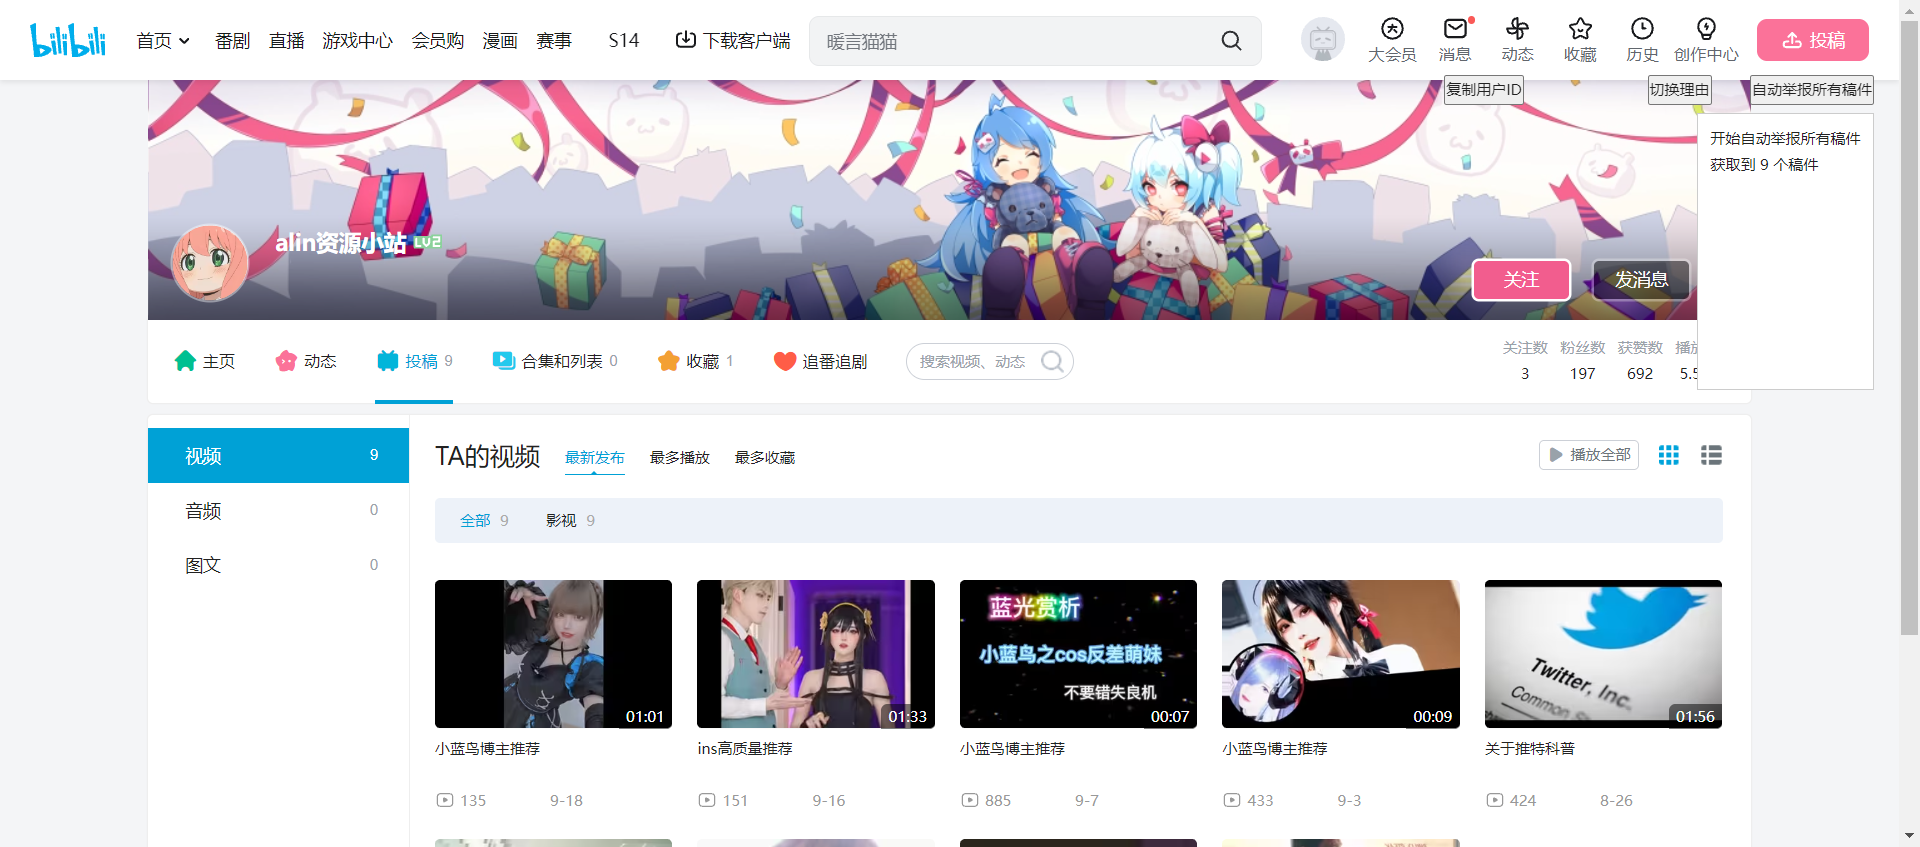 bilibili
首页
番剧
直播
游戏中心
会员购
漫画
赛事
S14
下载客户端
暖言猫猫
大会员
消息
动态
收藏
历史
创作中心
投稿
复制用户ID
切换理由
自动举报所有稿件
开始自动举报所有稿件
获取到 9 个稿件
alin资源小站 LV2
关注
发消息
主页
动态
投稿 9
合集和列表 0
收藏 1
追番追剧
搜索视频、动态
关注数 粉丝数 获赞数 播放
3 197 692 5.5
视频 9
音频 0
图文 0
TA的视频
最新发布
最多播放
最多收藏
播放全部
全部 9
影视 9
01:01
小蓝鸟博主推荐
135 9-18
01:33
ins高质量推荐
151 9-16
蓝光赏析
小蓝鸟之cos反差萌妹
不要错失良机
00:07
小蓝鸟博主推荐
885 9-7
00:09
小蓝鸟博主推荐
433 9-3
Twitter, Inc.
Common
01:56
关于推特科普
424 8-26